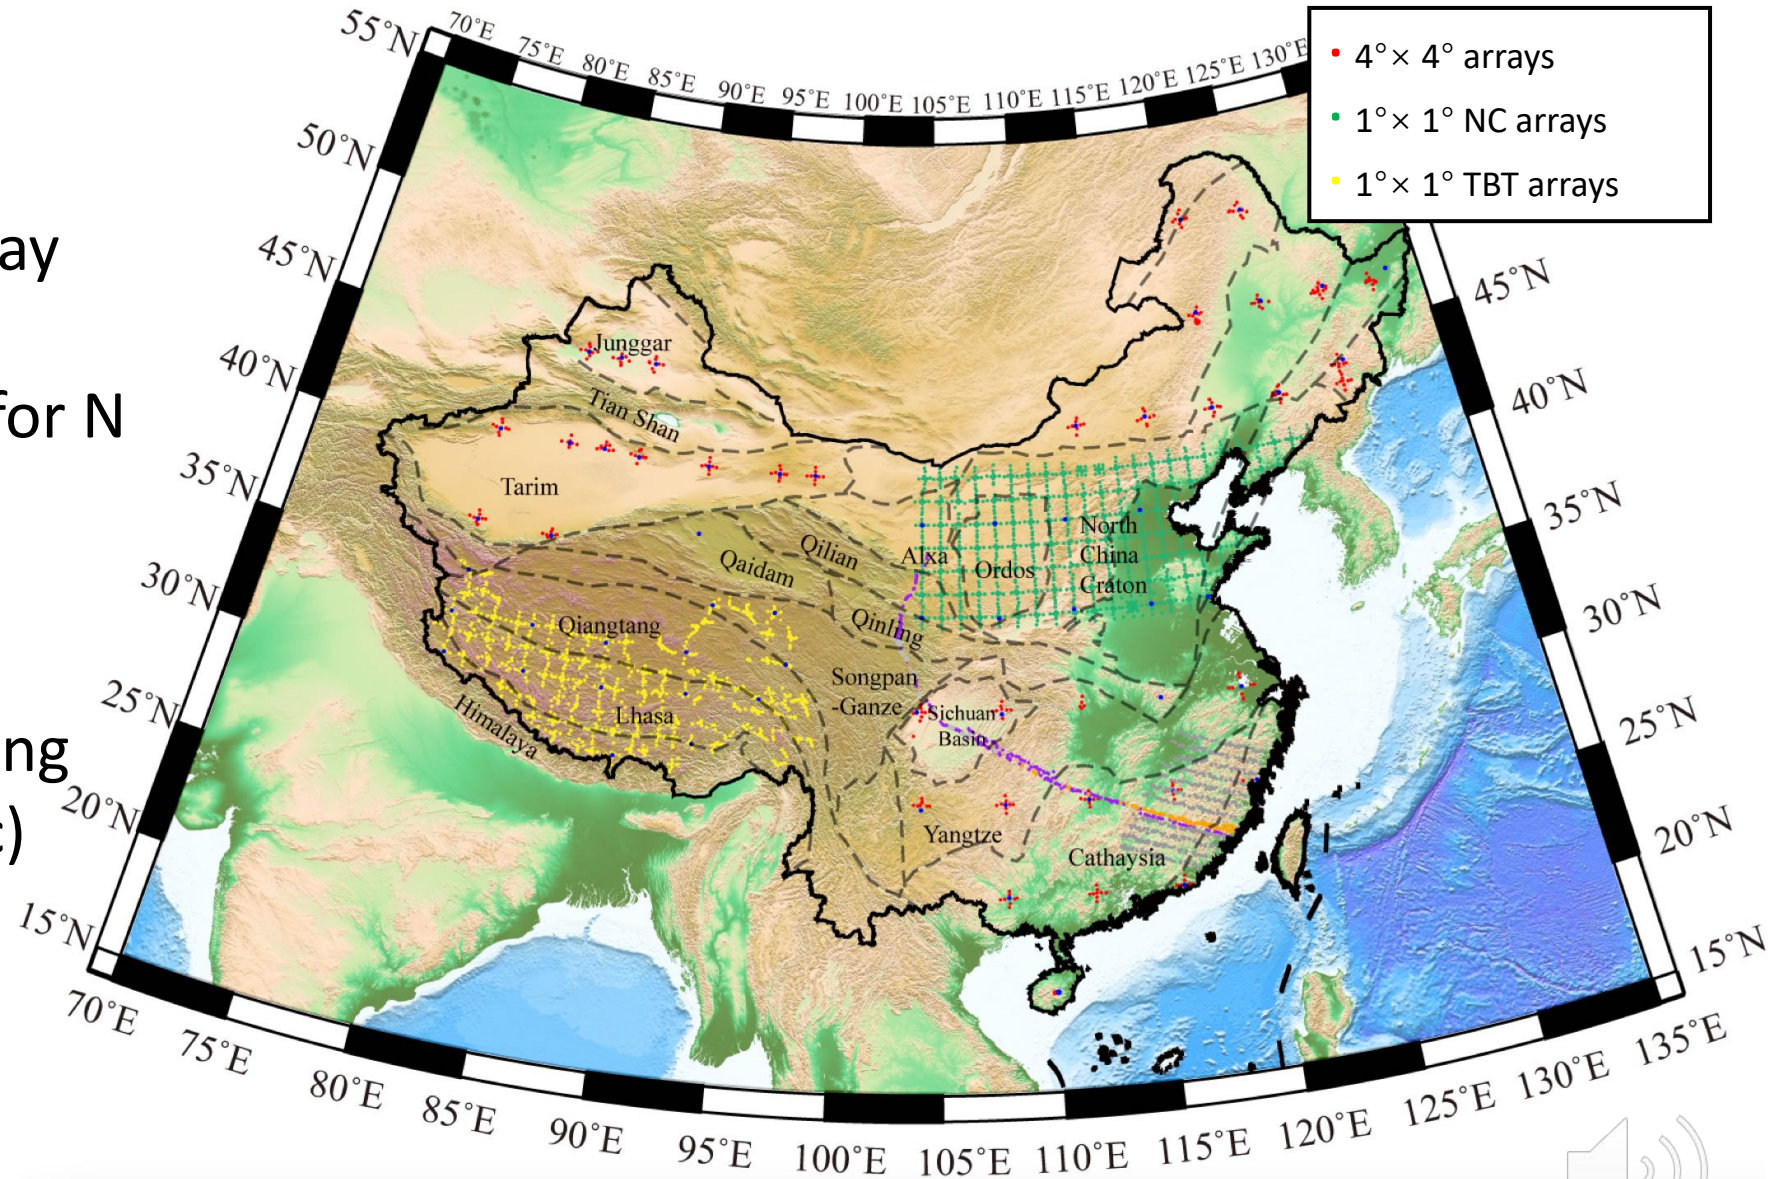 ay
for N
ng
c)
55°N
50°N
45°N
40°N
35°N
30°N
25°N
20°N
15°N
70°E
75°E
80°E
85°E
90°E
95°E
100°E
105°E
110°E
115°E
120°E
125°E
130°E
4°× 4° arrays
1°× 1° NC arrays
1°× 1° TBT arrays
45°N
40°N
35°N
30°N
25°N
20°N
15°N
Junggar
Tian Shan
Tarim
Qaidam
Qilian
Alxa
Ordos
North
China
Craton
Qinling
Qiangtang
Songpan
-Ganze
Sichuan
Basin
Lhasa
Himalaya
Yangtze
Cathaysia
70°E
75°E
80°E
85°E
90°E
95°E
100°E
105°E
110°E
115°E
120°E
125°E
130°E
135°E